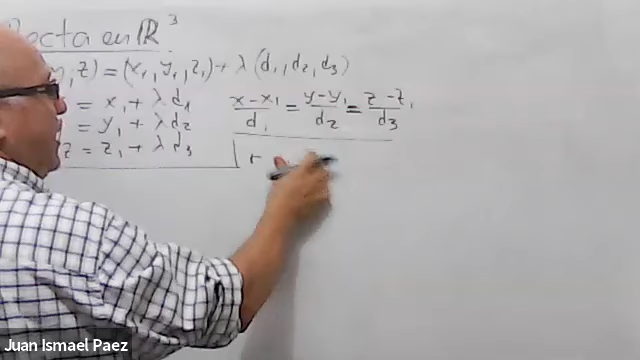 Recta en ℝ³
, z) = (x₁, y₁, z₁) + λ (d₁, d₂, d₃)
= x₁ + λ d₁
= y₁ + λ d₂
z = z₁ + λ d₃
(x - x₁)/d₁ = (y - y₁)/d₂ = (z - z₁)/d₃
r
Juan Ismael Paez